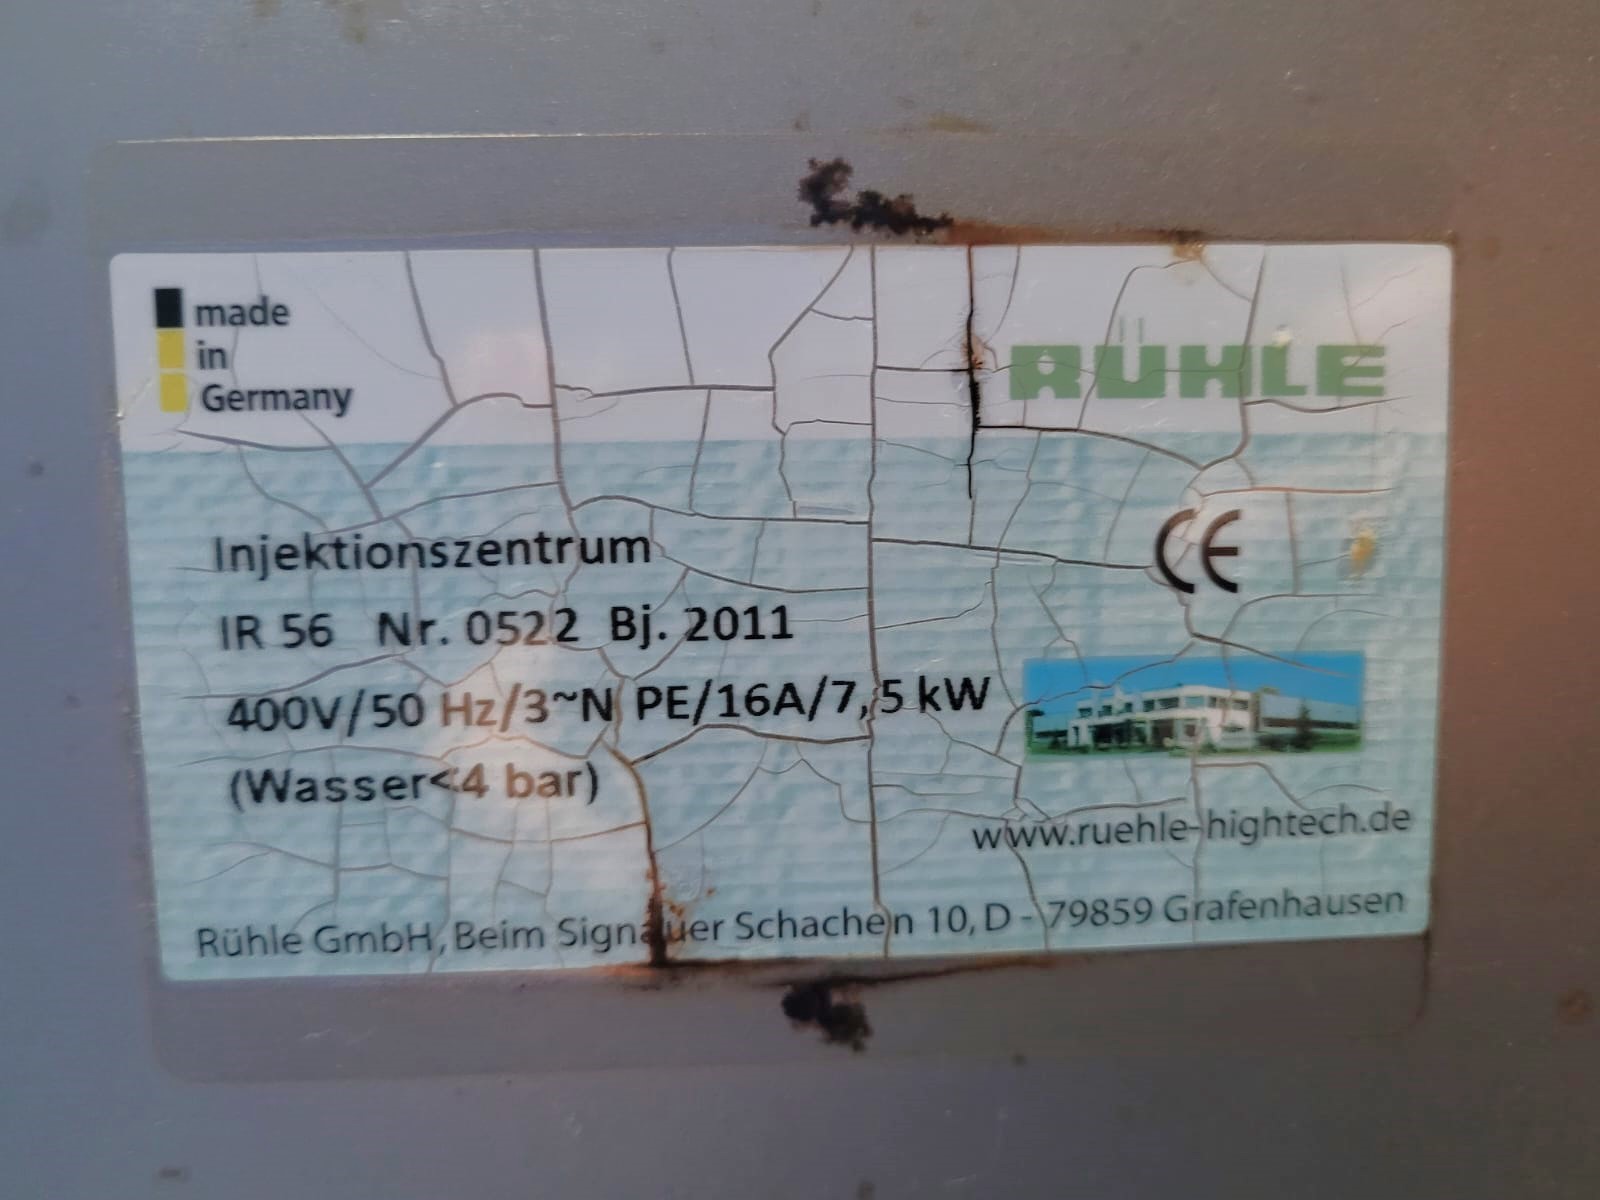 made
in
Germany
RÜHLE
Injektionszentrum
CE
IR 56 Nr. 0522 Bj. 2011
400V/50 Hz/3~N PE/16A/7,5 kW
(Wasser<4 bar)
www.ruehle-hightech.de
Rühle GmbH, Beim Signauer Schachen 10, D - 79859 Grafenhausen